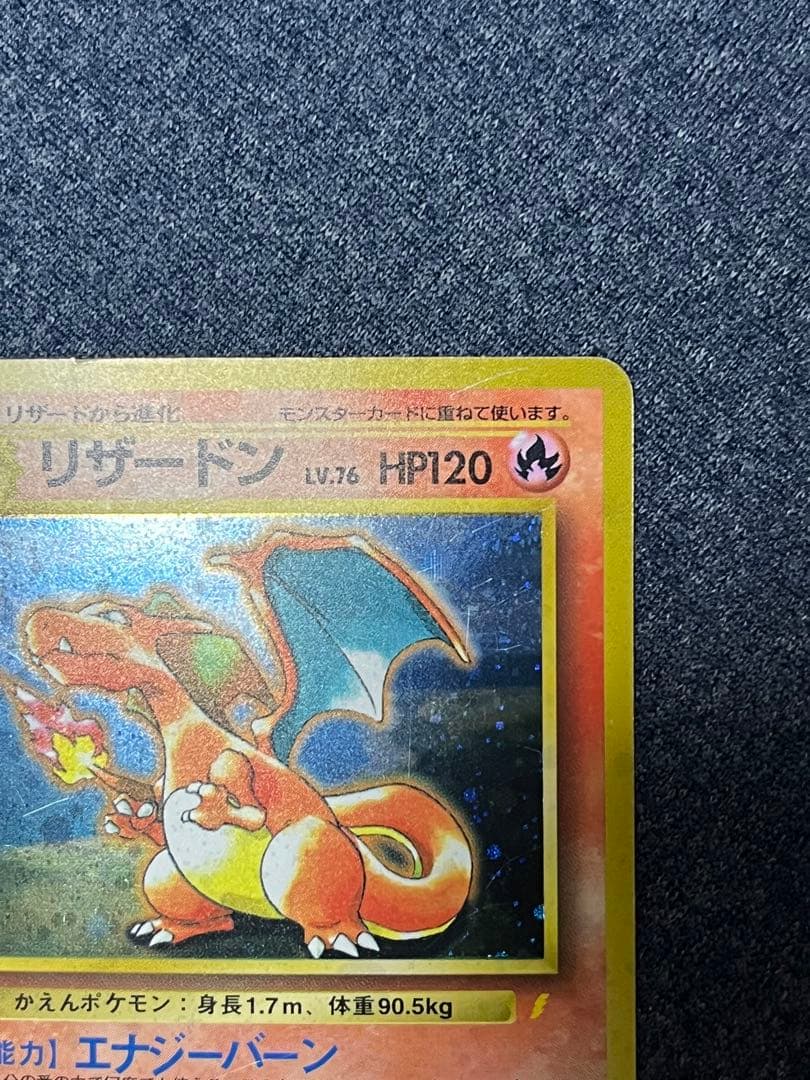 リザードから進化 モンスターカードに重ねて使います。
リザードン LV.76 HP120
かえんポケモン：身長1.7m、体重90.5kg
能力】エナジーバーン